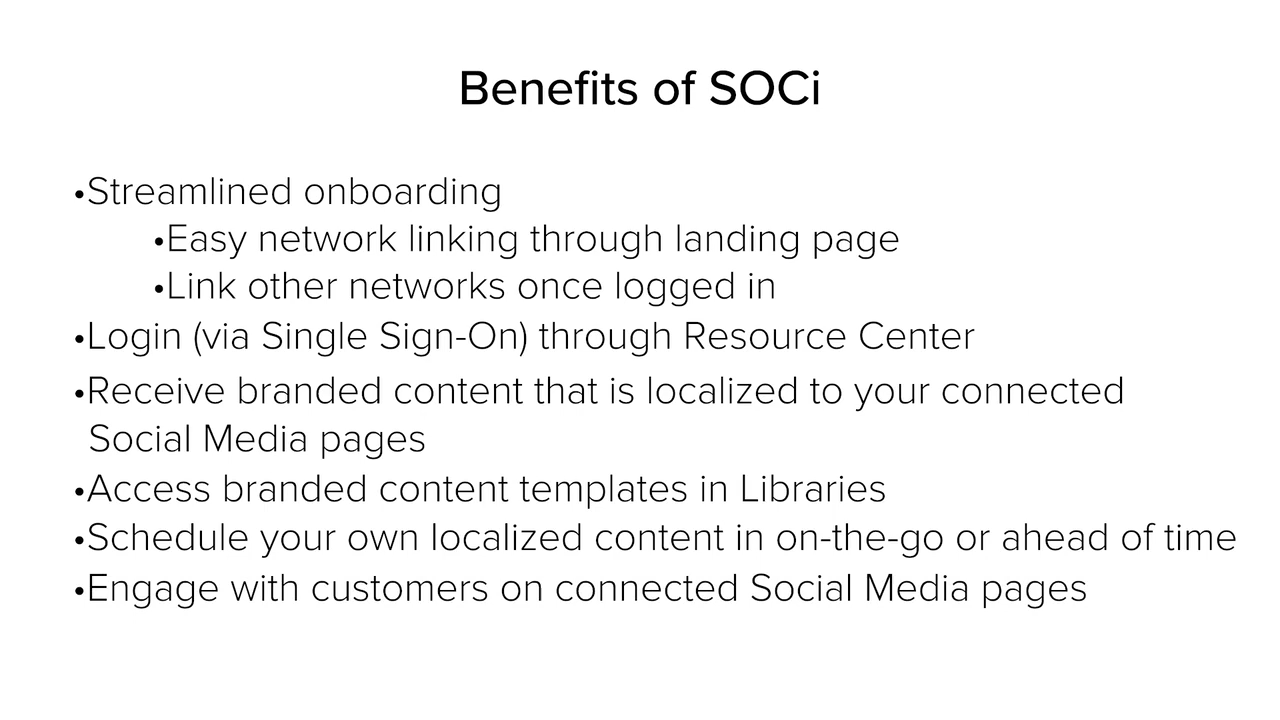 Benefits of SOCi
•Streamlined onboarding
•Easy network linking through landing page
•Link other networks once logged in
•Login (via Single Sign-On) through Resource Center
•Receive branded content that is localized to your connected
Social Media pages
•Access branded content templates in Libraries
•Schedule your own localized content in on-the-go or ahead of time
•Engage with customers on connected Social Media pages